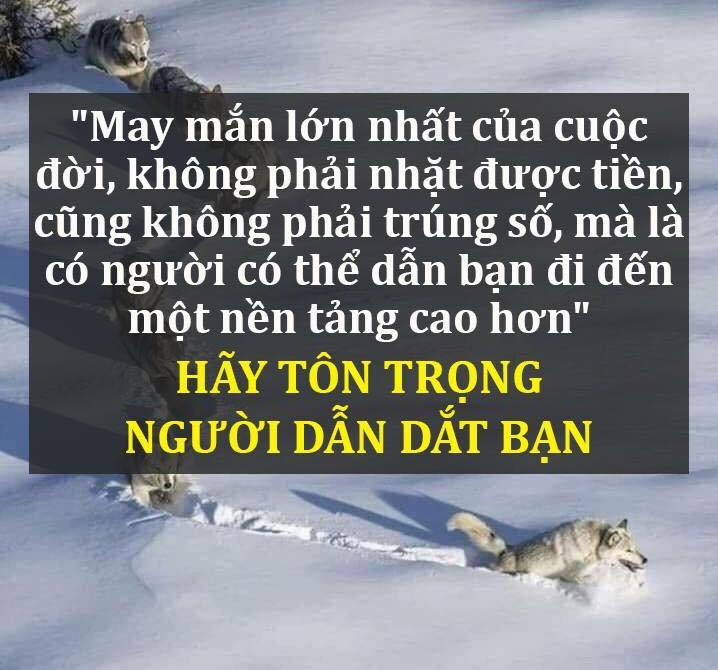 "May mắn lớn nhất của cuộc
đời, không phải nhặt được tiền,
cũng không phải trúng số, mà là
có người có thể dẫn bạn đi đến
một nền tảng cao hơn"
HÃY TÔN TRỌNG
NGƯỜI DẪN DẮT BẠN